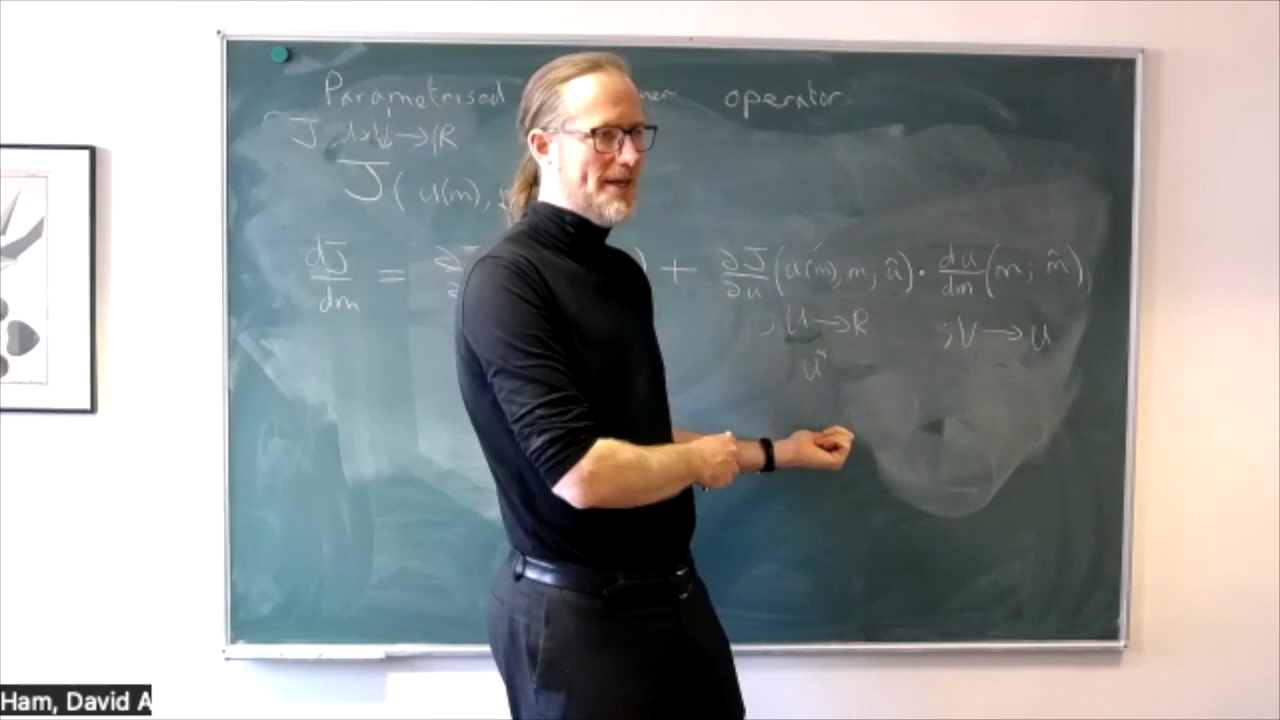 Parametrised operator
J U×V→ℝ
J(u(m),
dJ/dm = ) + ∂J/∂u (u(m), m; û) · du/dm (m; m̂)
; U→ℝ ; V→U
U*
Ham, David A